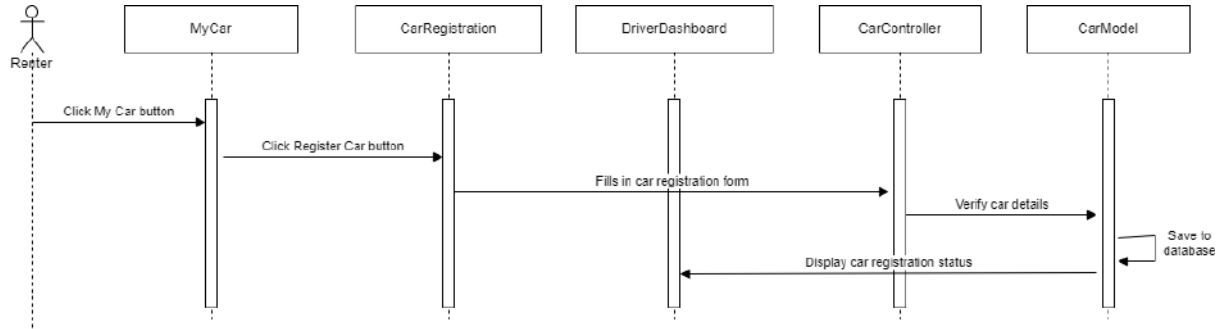 MyCar
CarRegistration
DriverDashboard
CarController
CarModel
Renter
Click My Car button
Click Register Car button
Fills in car registration form
Verify car details
Save to
database
Display car registration status